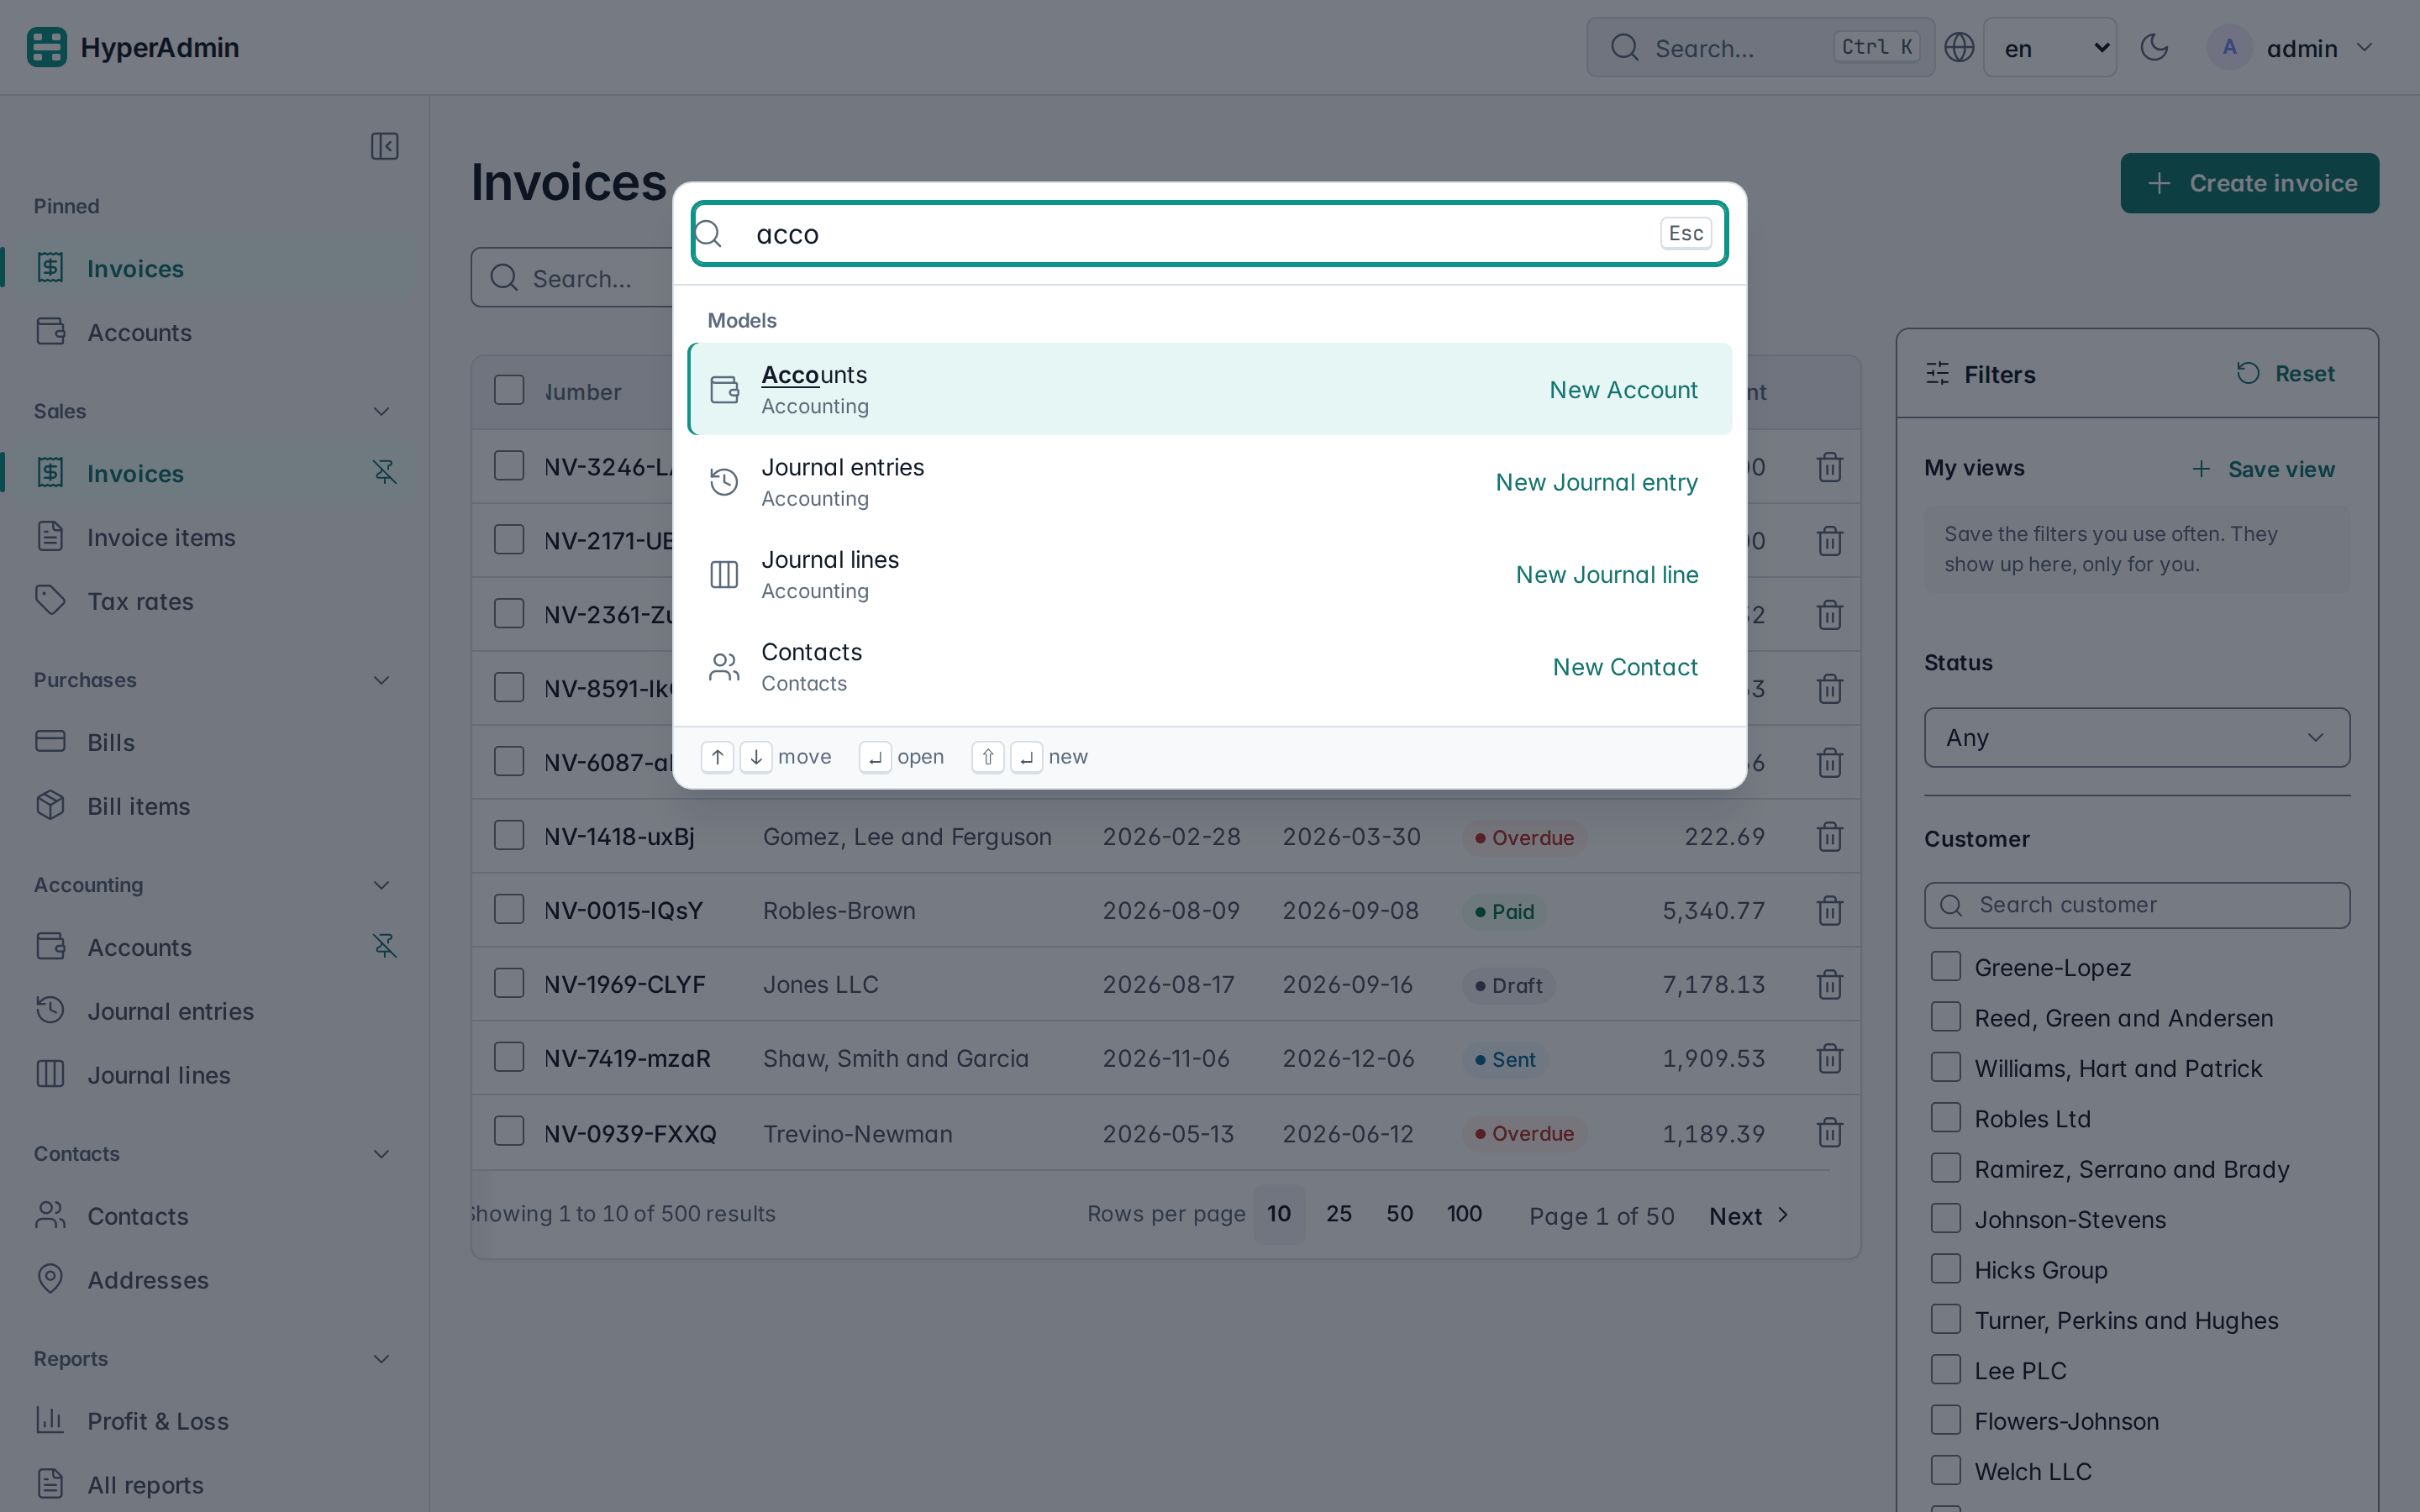 HyperAdmin
Search...
Ctrl K
en
A
admin
Pinned
Invoices
Accounts
Sales
Invoices
Invoice items
Tax rates
Purchases
Bills
Bill items
Accounting
Accounts
Journal entries
Journal lines
Contacts
Contacts
Addresses
Reports
Profit & Loss
All reports
Invoices
Create invoice
Search...
acco
Esc
Models
Accounts
Accounting
New Account
Journal entries
Accounting
New Journal entry
Journal lines
Accounting
New Journal line
Contacts
Contacts
New Contact
move
open
new
NV-1418-uxBj Gomez, Lee and Ferguson 2026-02-28 2026-03-30 Overdue 222.69
NV-0015-IQsY Robles-Brown 2026-08-09 2026-09-08 Paid 5,340.77
NV-1969-CLYF Jones LLC 2026-08-17 2026-09-16 Draft 7,178.13
NV-7419-mzaR Shaw, Smith and Garcia 2026-11-06 2026-12-06 Sent 1,909.53
NV-0939-FXXQ Trevino-Newman 2026-05-13 2026-06-12 Overdue 1,189.39
Showing 1 to 10 of 500 results
Rows per page 10 25 50 100 Page 1 of 50 Next
Filters
Reset
My views
Save view
Save the filters you use often. They
show up here, only for you.
Status
Any
Customer
Search customer
Greene-Lopez
Reed, Green and Andersen
Williams, Hart and Patrick
Robles Ltd
Ramirez, Serrano and Brady
Johnson-Stevens
Hicks Group
Turner, Perkins and Hughes
Lee PLC
Flowers-Johnson
Welch LLC